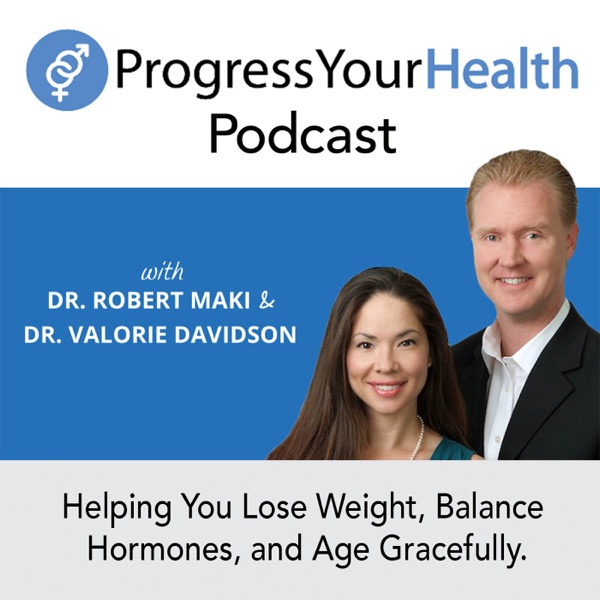 ProgressYourHealth
Podcast
with
DR. ROBERT MAKI &
DR. VALORIE DAVIDSON
Helping You Lose Weight, Balance
Hormones, and Age Gracefully.